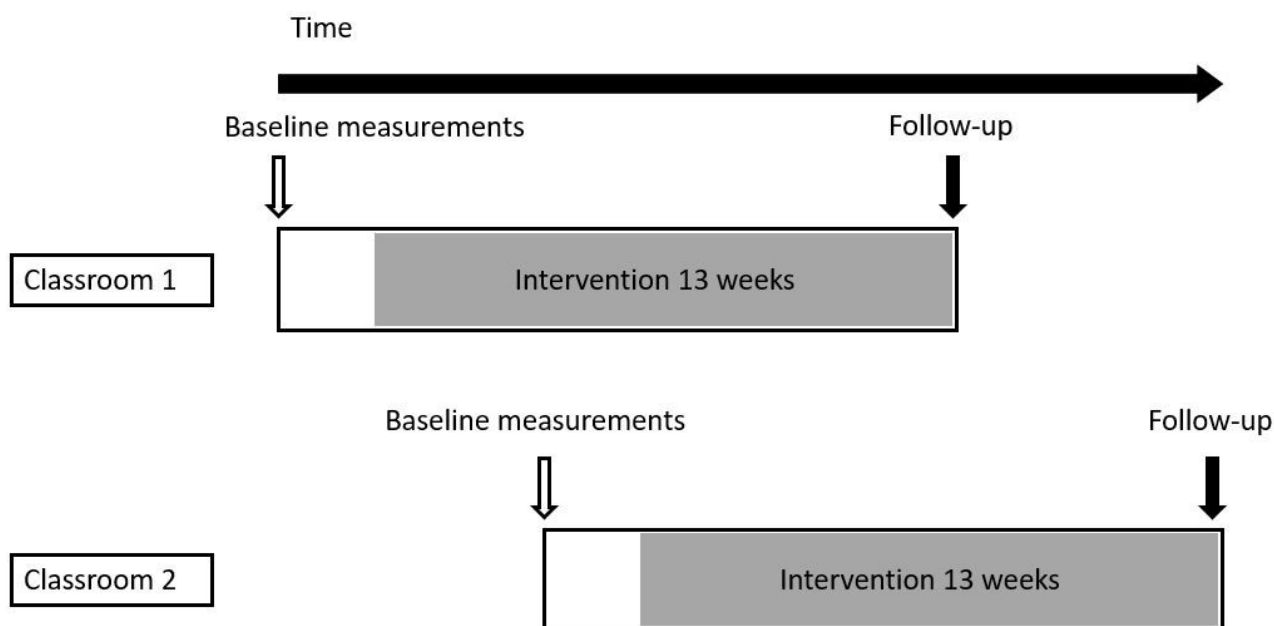 Time
Baseline measurements
Follow-up
Classroom 1
Intervention 13 weeks
Baseline measurements
Follow-up
Classroom 2
Intervention 13 weeks